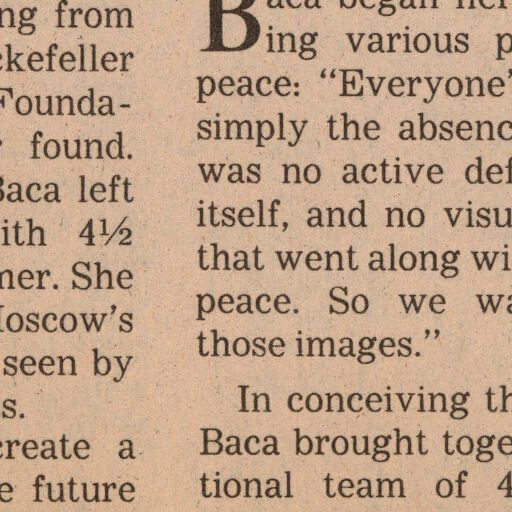 ng from
ckefeller
Founda-
found.
Baca left
ith 4½
mer. She
Moscow's
seen by
s.
create a
e future
Baca began her
ing various p
peace: “Everyone'
simply the absenc
was no active def
itself, and no visu
that went along wi
peace. So we wa
those images.”
In conceiving th
Baca brought toge
tional team of 4